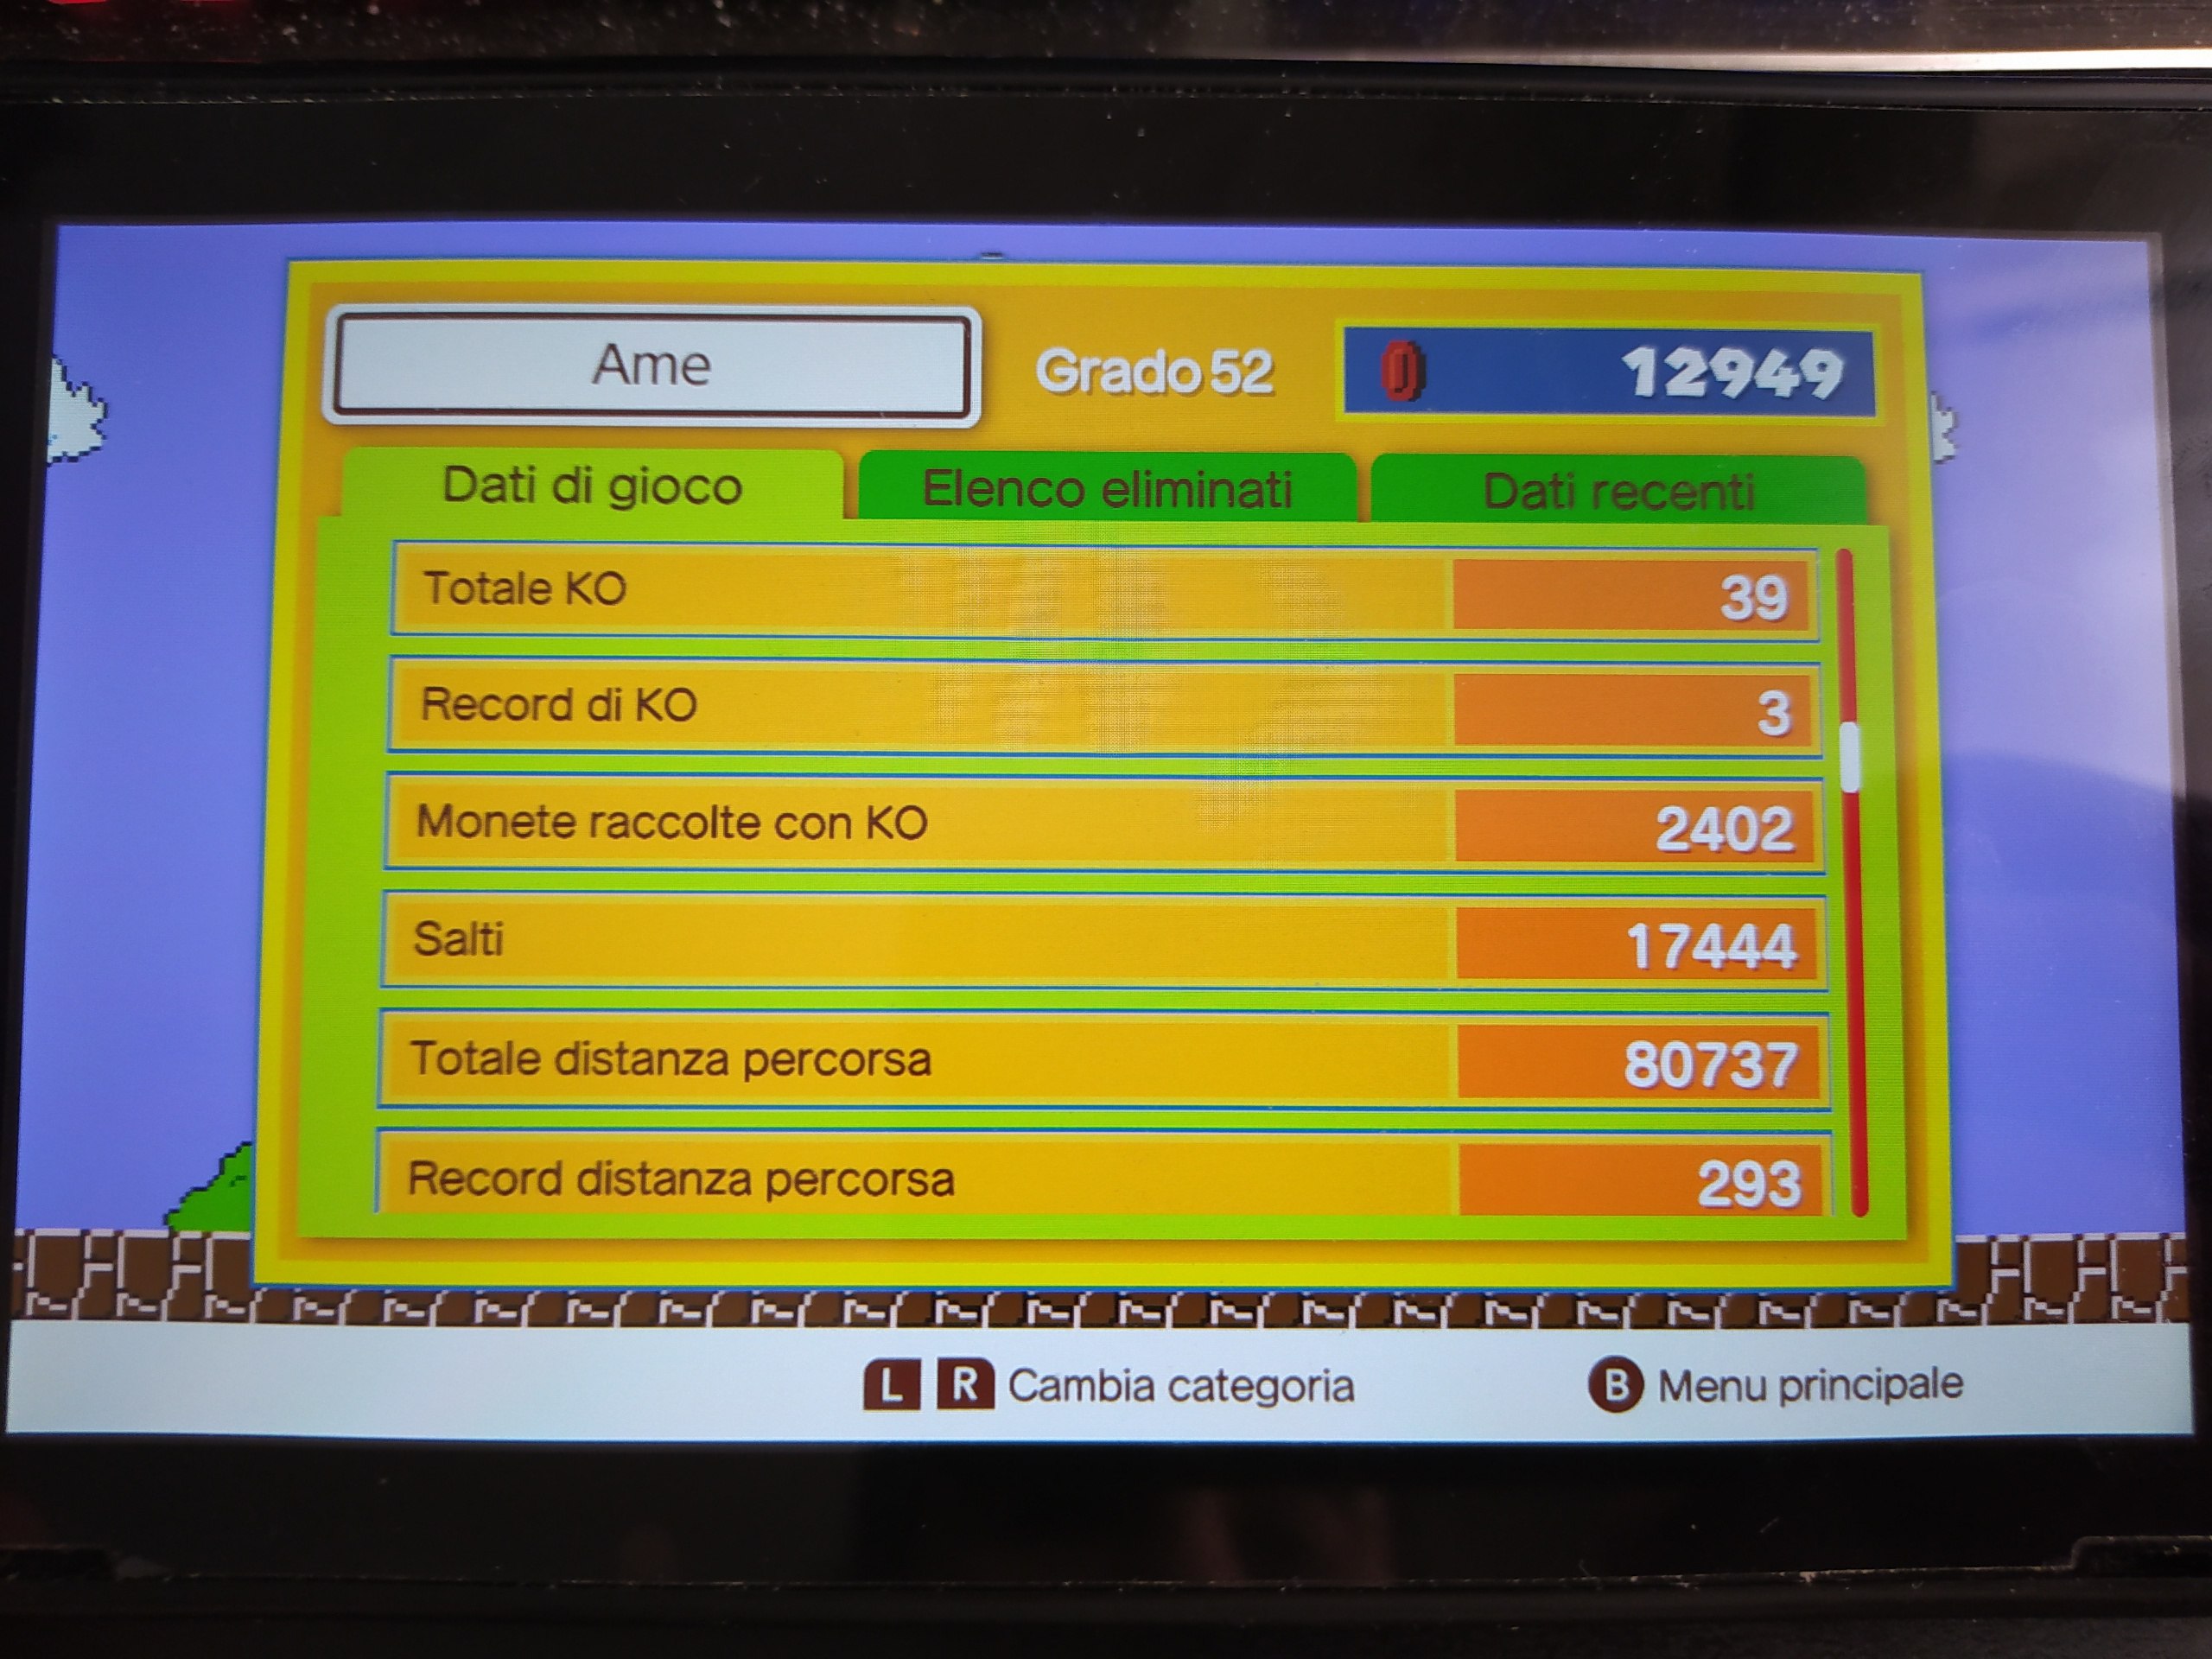 Ame
Grado 52
12949
Dati di gioco
Elenco eliminati
Dati recenti
Totale KO 39
Record di KO 3
Monete raccolte con KO 2402
Salti 17444
Totale distanza percorsa 80737
Record distanza percorsa 293
L R Cambia categoria
B Menu principale